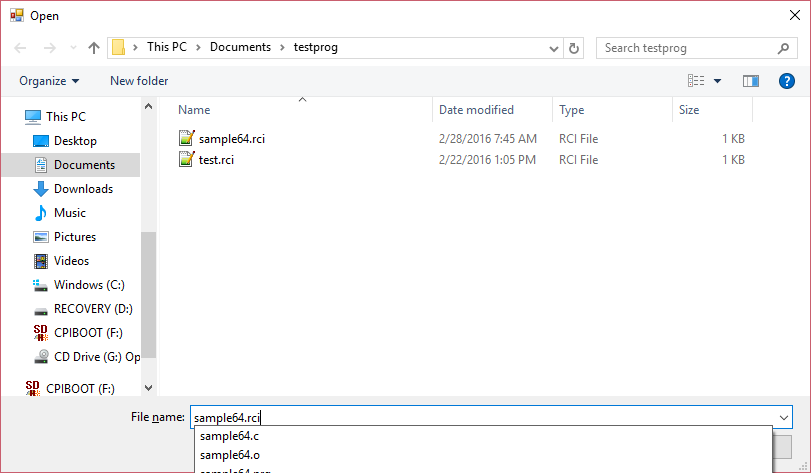 Open
This PC > Documents > testprog
Search testprog
Organize
New folder
Name
Date modified
Type
Size
This PC
Desktop
Documents
Downloads
Music
Pictures
Videos
Windows (C:)
RECOVERY (D:)
CPIBOOT (F:)
CD Drive (G:) Op
CPIBOOT (F:)
sample64.rci 2/28/2016 7:45 AM RCI File 1 KB
test.rci 2/22/2016 1:05 PM RCI File 1 KB
File name: sample64.rci
sample64.c
sample64.o